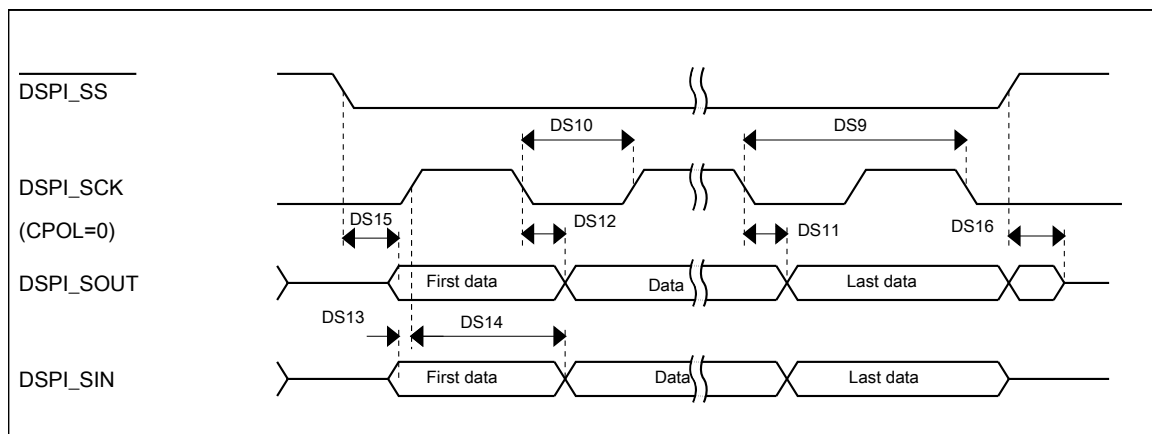 DSPI_SS
DS10
DS9
DSPI_SCK
(CPOL=0)
DS15
DS12
DS11
DS16
DSPI_SOUT
First data
Data
Last data
DS13
DS14
DSPI_SIN
First data
Data
Last data